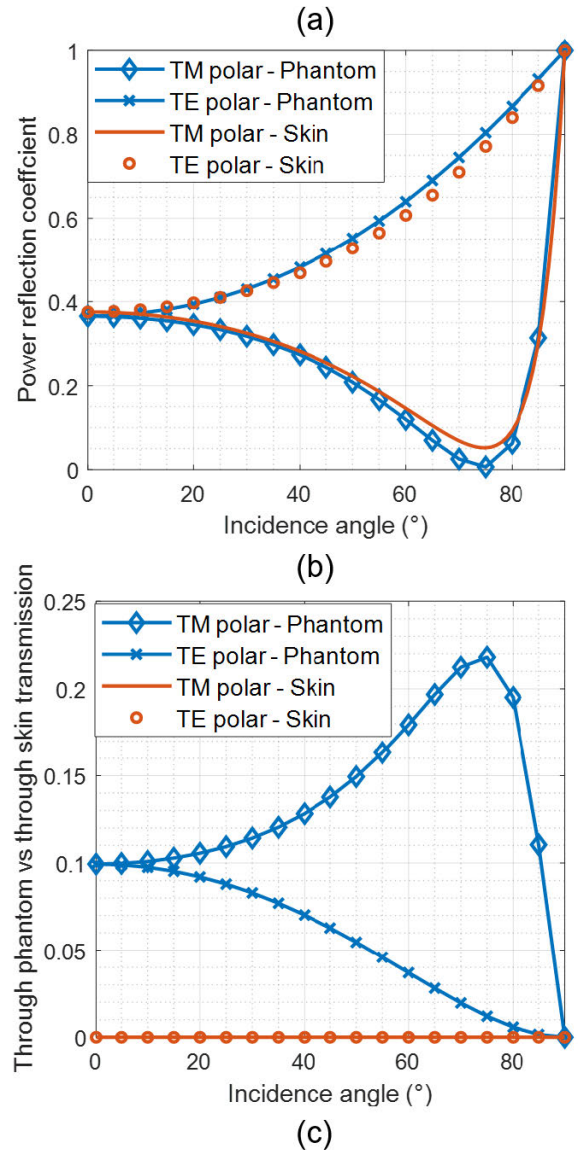 (a)
Power reflection coeffcient
1
0.8
0.6
0.4
0.2
0
TM polar - Phantom
TE polar - Phantom
TM polar - Skin
TE polar - Skin
0 20 40 60 80
Incidence angle (°)
(b)
Through phantom vs through skin transmission
0.25
0.2
0.15
0.1
0.05
0
TM polar - Phantom
TE polar - Phantom
TM polar - Skin
TE polar - Skin
0 20 40 60 80
Incidence angle (°)
(c)